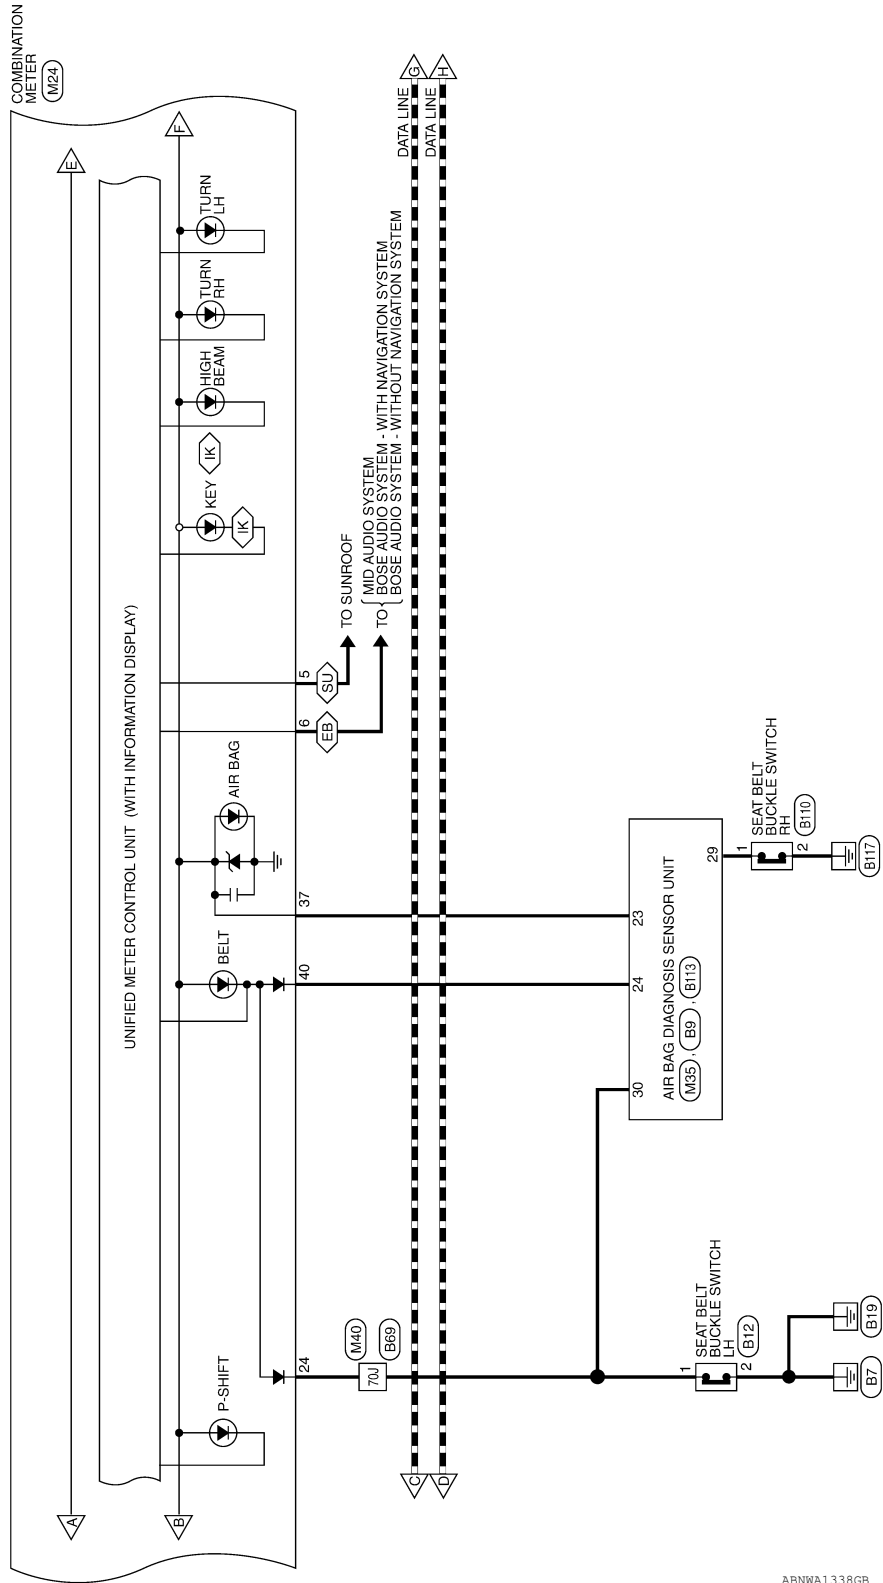 COMBINATION
METER
M24
E
F
A
B
UNIFIED METER CONTROL UNIT (WITH INFORMATION DISPLAY)
P-SHIFT
BELT
AIR BAG
KEY
IK
IK
HIGH
BEAM
TURN
RH
TURN
LH
24
40
37
6
5
EB
SU
TO SUNROOF
TO
MID AUDIO SYSTEM
BOSE AUDIO SYSTEM - WITH NAVIGATION SYSTEM
BOSE AUDIO SYSTEM - WITHOUT NAVIGATION SYSTEM
70J
M40
B69
C
DATA LINE
G
D
DATA LINE
H
30
24
23
29
AIR BAG DIAGNOSIS SENSOR UNIT
M35 , B9 , B113
1
2
SEAT BELT
BUCKLE SWITCH
LH
B12
1
2
SEAT BELT
BUCKLE SWITCH
RH
B110
B7
B19
B117
ABNWA1338GB